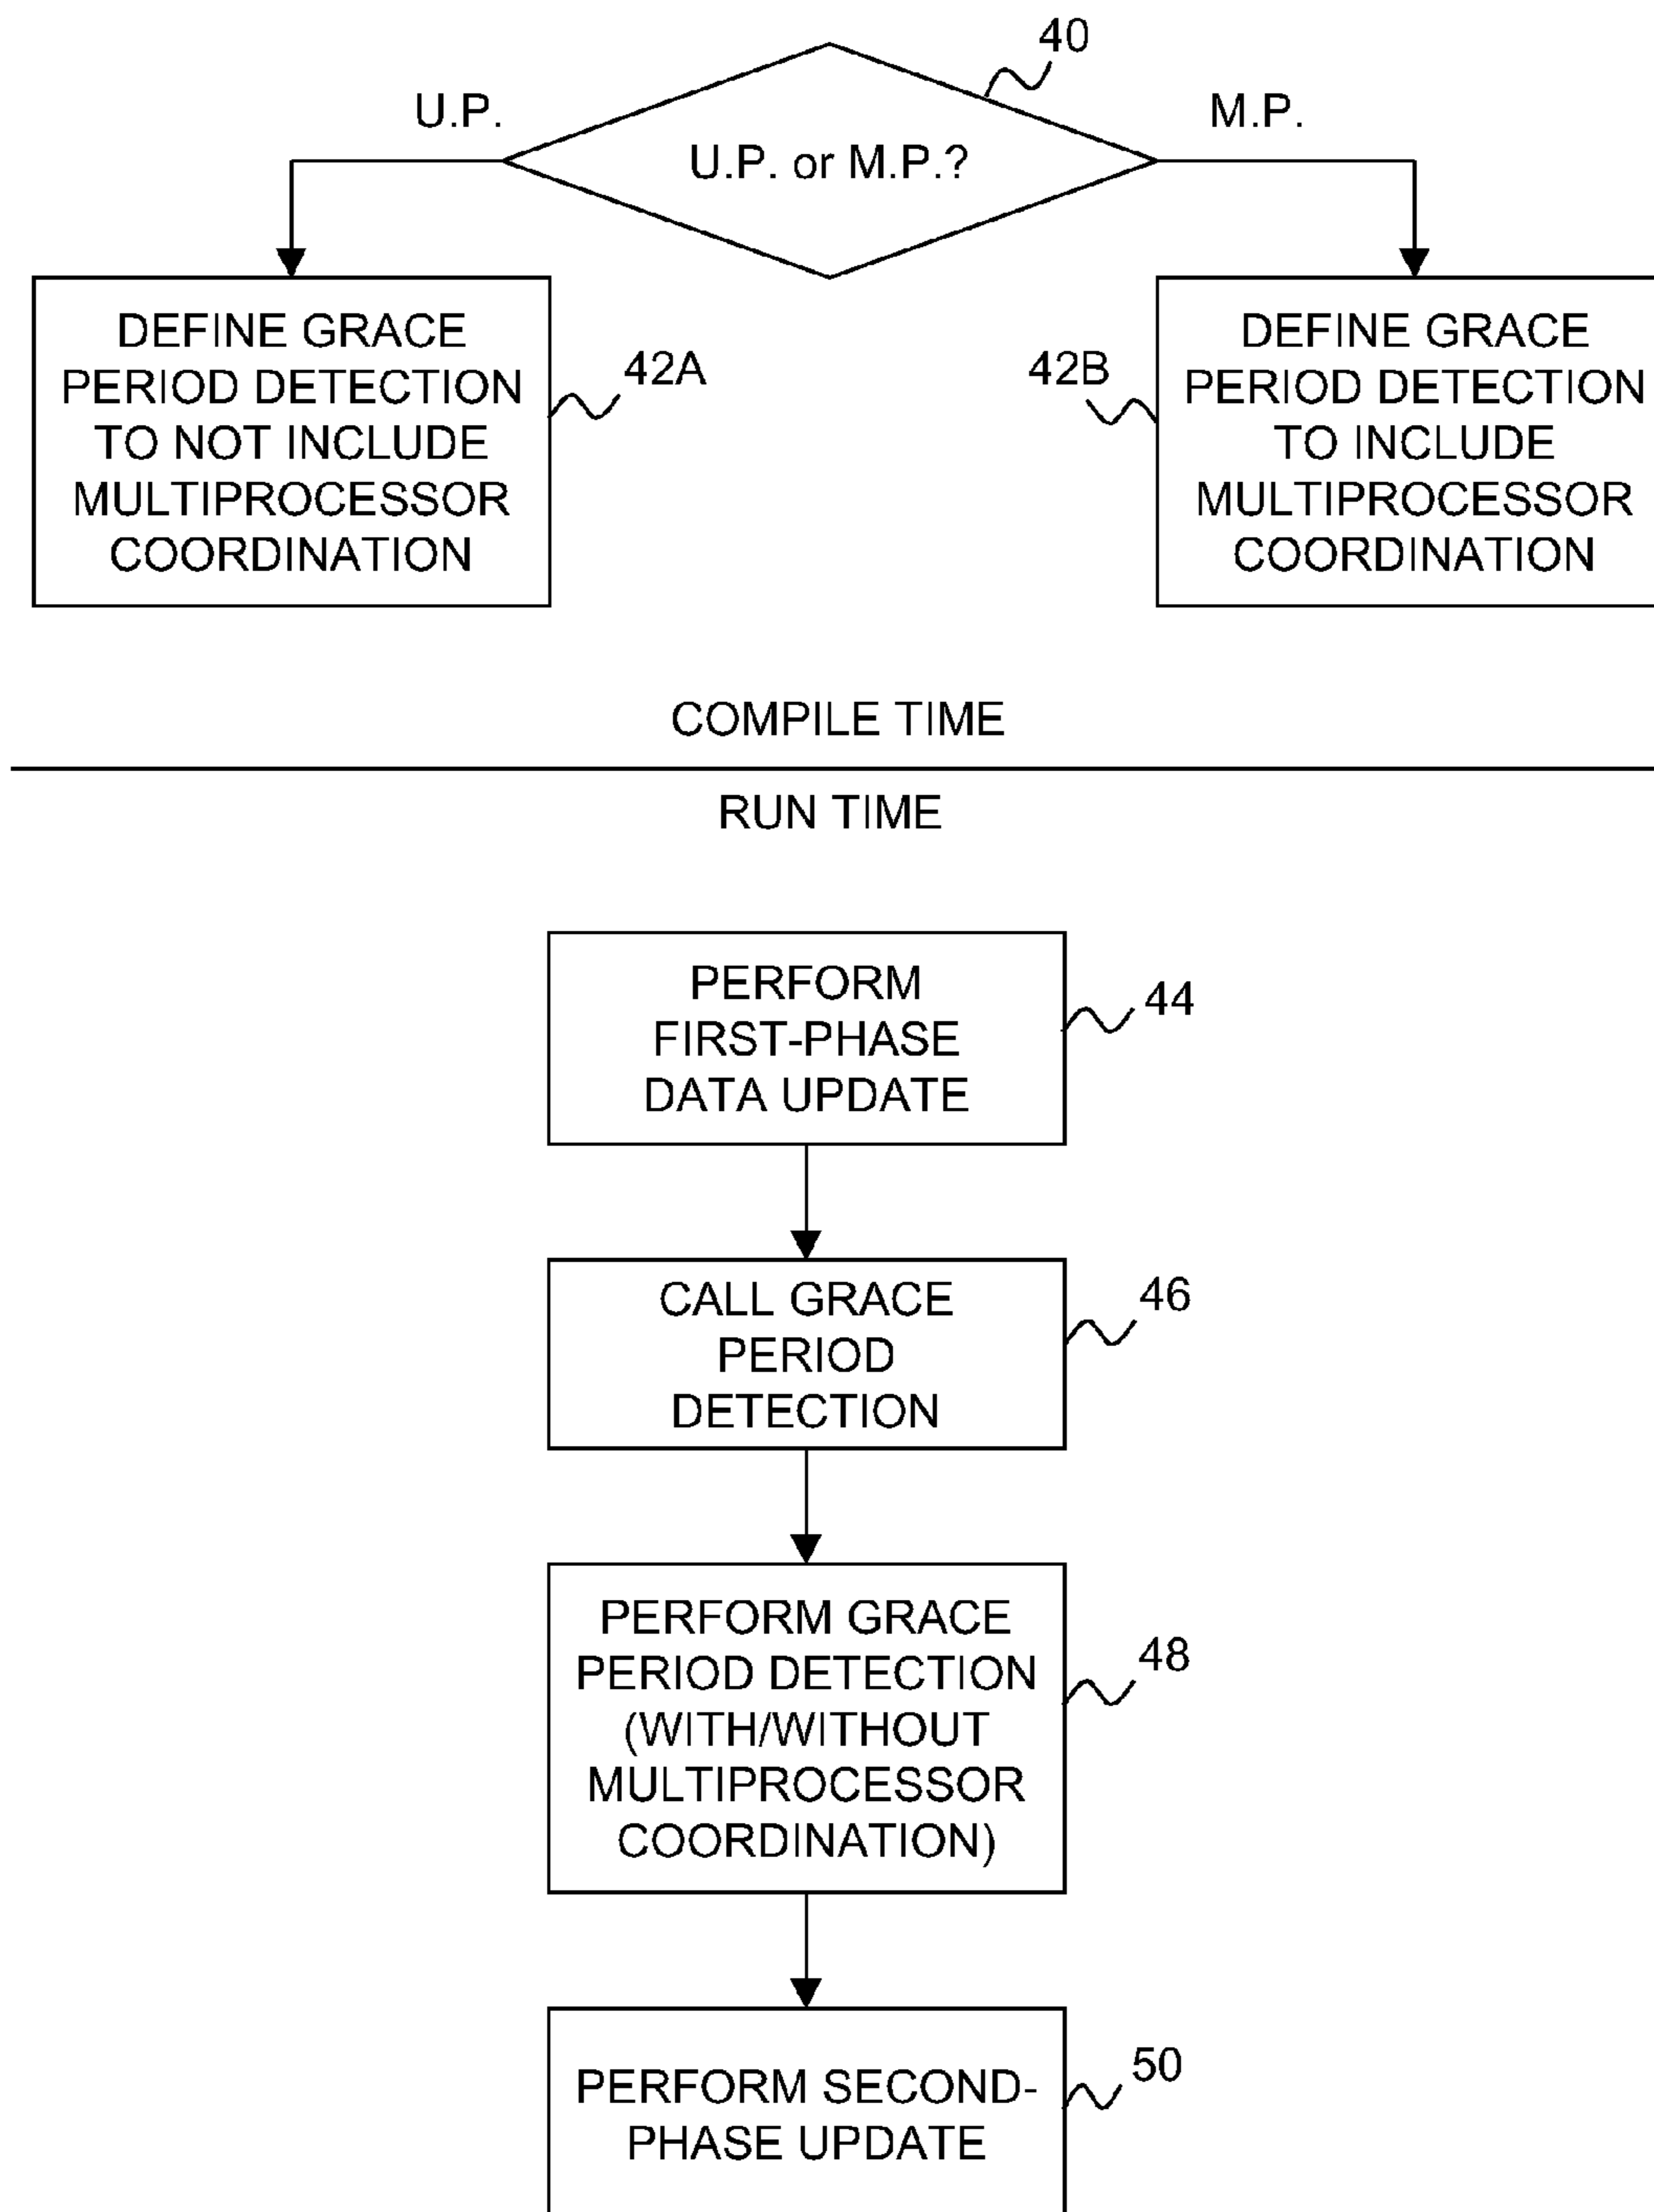 40
U.P.
M.P.
U.P. or M.P.?
DEFINE GRACE
PERIOD DETECTION
TO NOT INCLUDE
MULTIPROCESSOR
COORDINATION
42A
42B
DEFINE GRACE
PERIOD DETECTION
TO INCLUDE
MULTIPROCESSOR
COORDINATION
COMPILE TIME
RUN TIME
PERFORM
FIRST-PHASE
DATA UPDATE
44
CALL GRACE
PERIOD
DETECTION
46
PERFORM GRACE
PERIOD DETECTION
(WITH/WITHOUT
MULTIPROCESSOR
COORDINATION)
48
PERFORM SECOND-
PHASE UPDATE
50